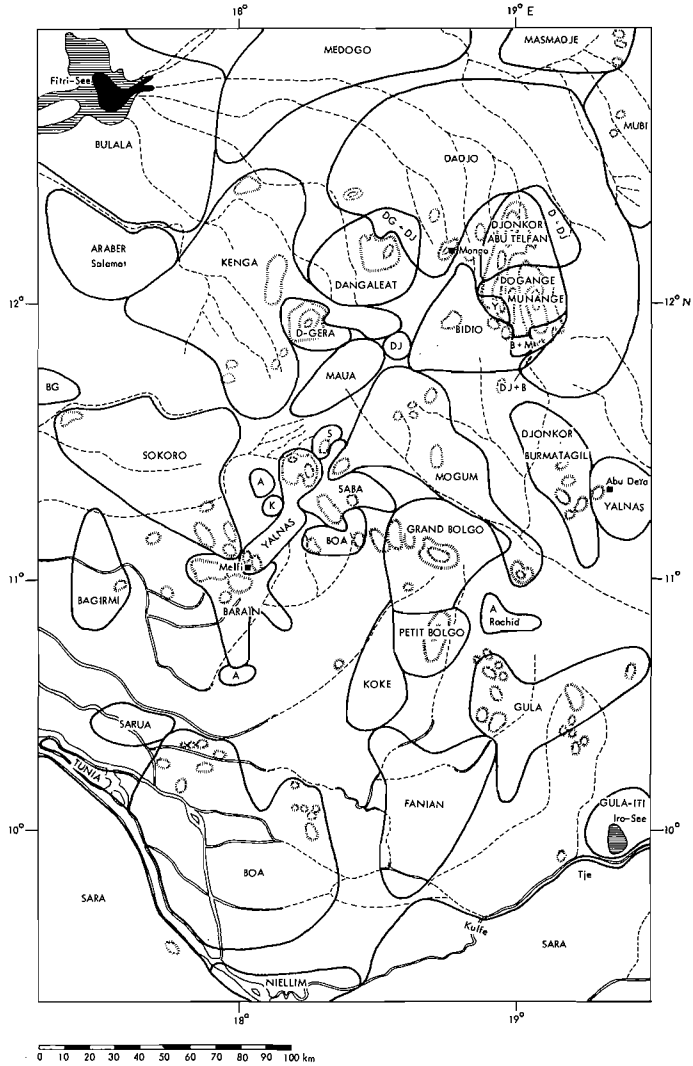 18°
19° E
MEDOGO
MASMADJE
Fitri-See
BULALA
MUBI
DADJO
DG-DJ
D-DJ
DJONKOR
ABU TELFAN
Mongo
ARABER
Salamat
KENGA
DANGALEAT
DOGANGE
MUNANGE
Y
12°
12° N
D-GERA
BIDIO
DJ
B+M
MAUA
BG
DJ+B
SOKORO
S
DJONKOR
BURMATAGIL
A
SABA
MOGUM
Abu Deïa
YALNAS
K
YALNAS
BOA
GRAND BOLGO
Melfi
11°
11°
BAGIRMI
BARAIN
A
Rachid
PETIT BOLGO
A
KOKE
GULA
SARUA
TUNIA
FANIAN
GULA-ITI
Iro-See
10°
10°
BOA
Tje
SARA
Kulfe
SARA
NIELLIM
18°
19°
0 10 20 30 40 50 60 70 80 90 100 km